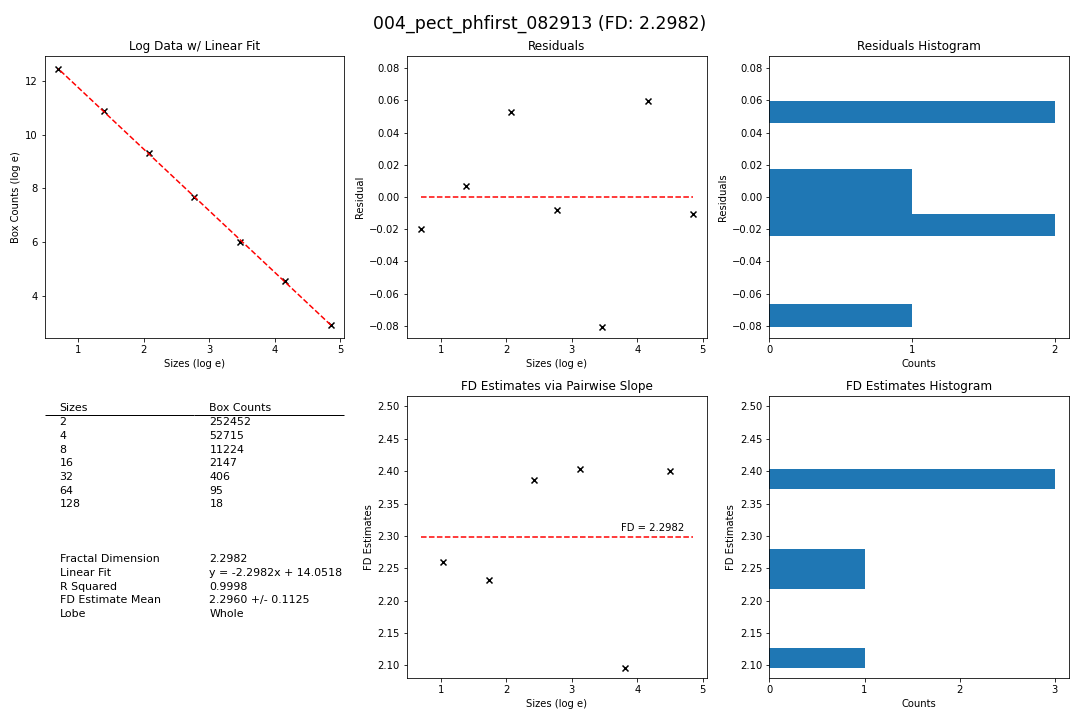 004_pect_phfirst_082913 (FD: 2.2982)
Log Data w/ Linear Fit
Box Counts (log e)
12
10
8
6
4
1 2 3 4 5
Sizes (log e)
Residuals
Residual
0.08
0.06
0.04
0.02
0.00
−0.02
−0.04
−0.06
−0.08
1 2 3 4 5
Sizes (log e)
Residuals Histogram
Residuals
0.08
0.06
0.04
0.02
0.00
−0.02
−0.04
−0.06
−0.08
0 1 2
Counts
Sizes Box Counts
2 252452
4 52715
8 11224
16 2147
32 406
64 95
128 18
Fractal Dimension 2.2982
Linear Fit y = -2.2982x + 14.0518
R Squared 0.9998
FD Estimate Mean 2.2960 +/- 0.1125
Lobe Whole
FD Estimates via Pairwise Slope
FD Estimates
2.50
2.45
2.40
2.35
2.30
2.25
2.20
2.15
2.10
FD = 2.2982
1 2 3 4 5
Sizes (log e)
FD Estimates Histogram
FD Estimates
2.50
2.45
2.40
2.35
2.30
2.25
2.20
2.15
2.10
0 1 2 3
Counts